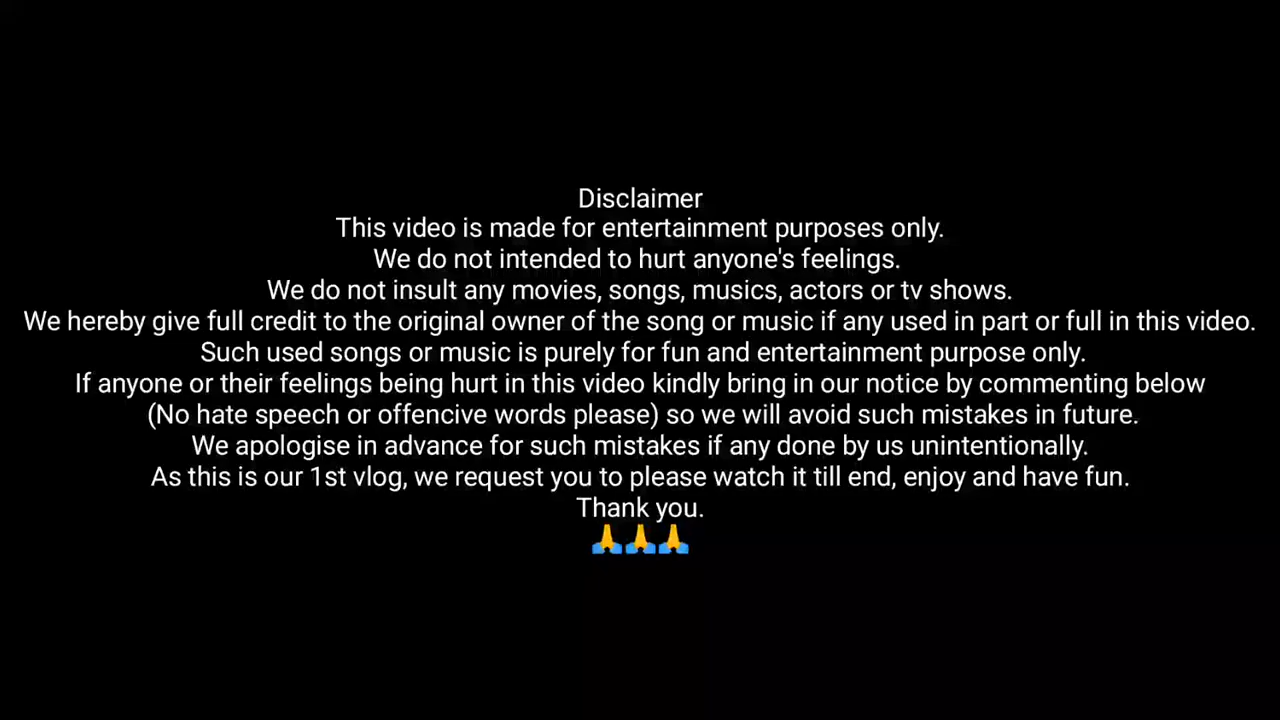 Disclaimer
This video is made for entertainment purposes only.
We do not intended to hurt anyone's feelings.
We do not insult any movies, songs, musics, actors or tv shows.
We hereby give full credit to the original owner of the song or music if any used in part or full in this video.
Such used songs or music is purely for fun and entertainment purpose only.
If anyone or their feelings being hurt in this video kindly bring in our notice by commenting below
(No hate speech or offencive words please) so we will avoid such mistakes in future.
We apologise in advance for such mistakes if any done by us unintentionally.
As this is our 1st vlog, we request you to please watch it till end, enjoy and have fun.
Thank you.
🙏🙏🙏